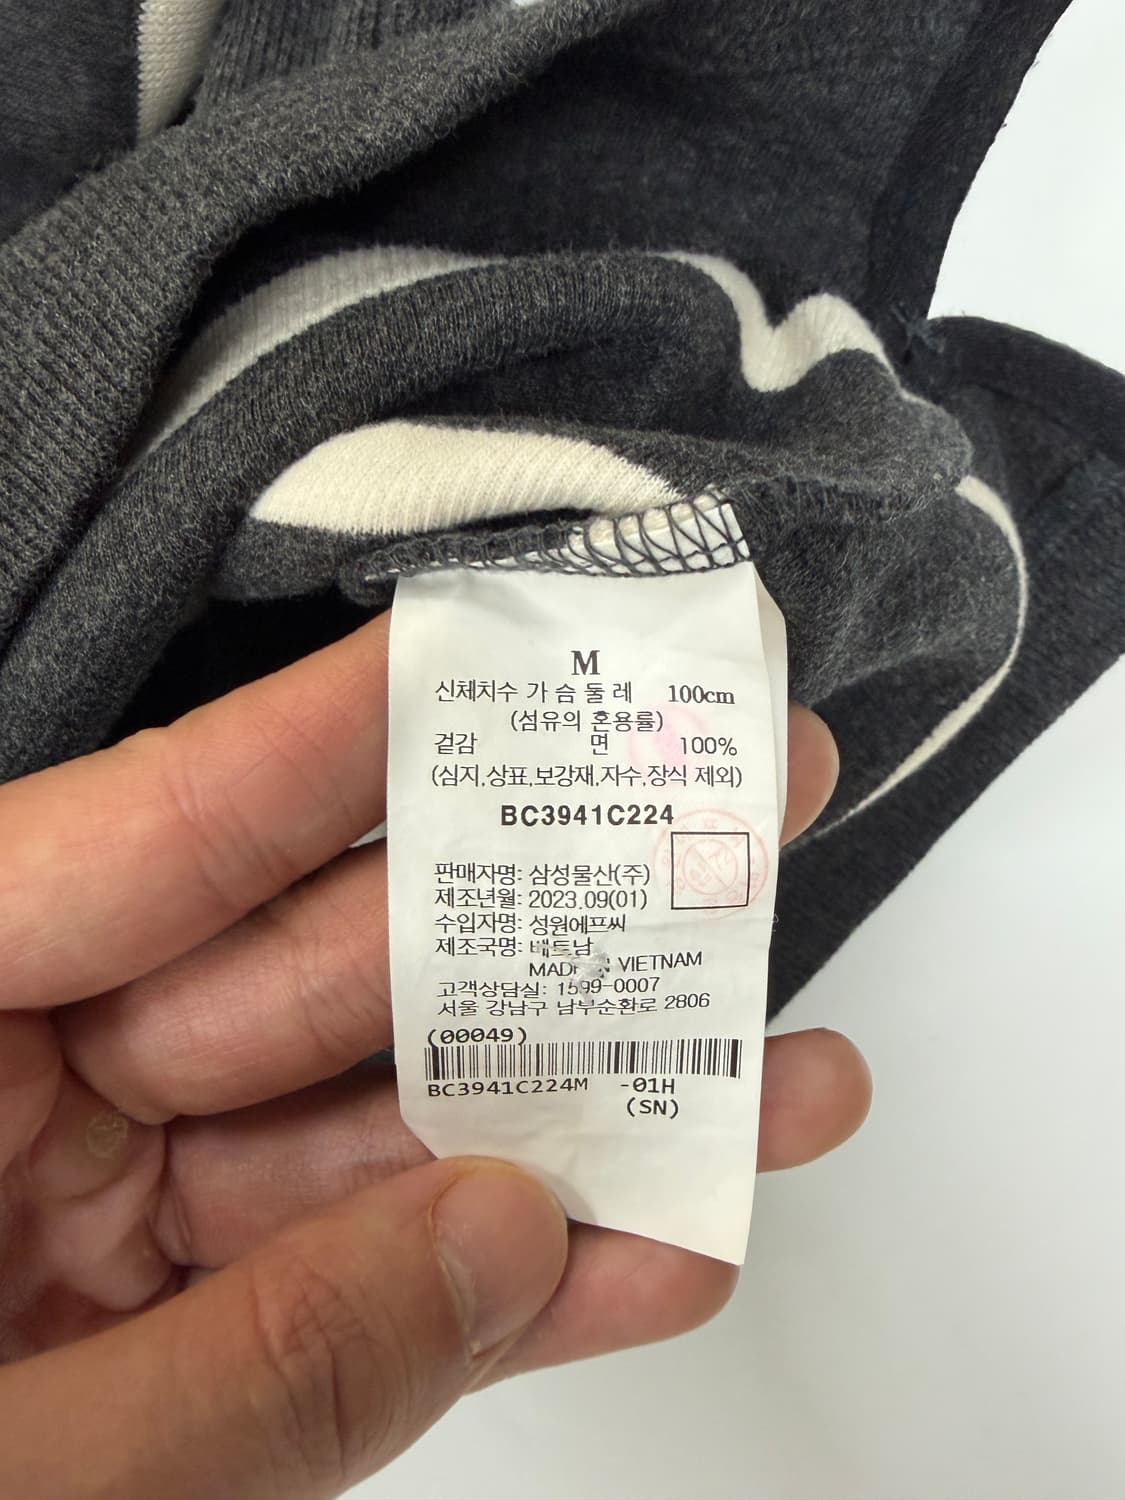 M
신체치수 가 슴 둘 레 100cm
(섬유의 혼용률)
겉감 면 100%
(심지,상표,보강재,자수,장식 제외)
BC3941C224
판매자명: 삼성물산(주)
제조년월: 2023.09(01)
수입자명: 성원에프씨
제조국명: 베트남
MADE IN VIETNAM
고객상담실: 1599-0007
서울 강남구 남부순환로 2806
(00049)
BC3941C224M -01H
(SN)